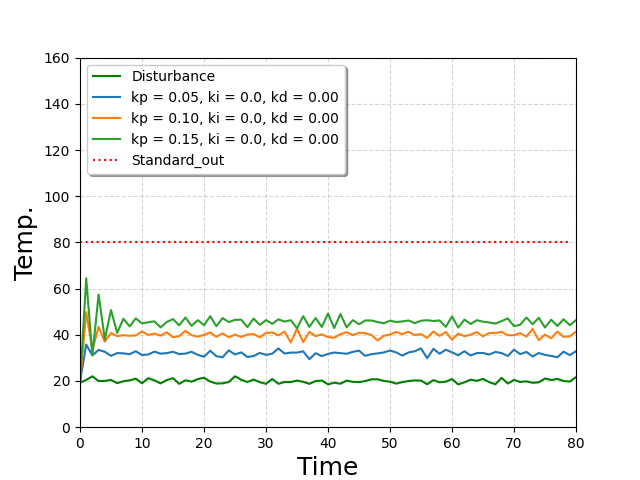 Disturbance
kp = 0.05, ki = 0.0, kd = 0.00
kp = 0.10, ki = 0.0, kd = 0.00
kp = 0.15, ki = 0.0, kd = 0.00
Standard_out
160
140
120
100
80
60
40
20
0
Temp.
0 10 20 30 40 50 60 70 80
Time